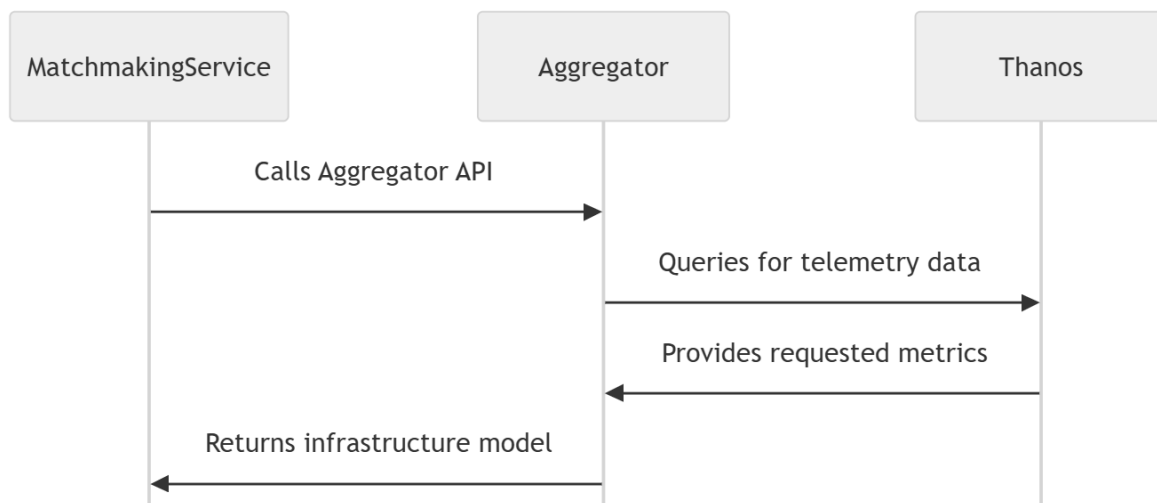 MatchmakingService
Aggregator
Thanos
Calls Aggregator API
Queries for telemetry data
Provides requested metrics
Returns infrastructure model